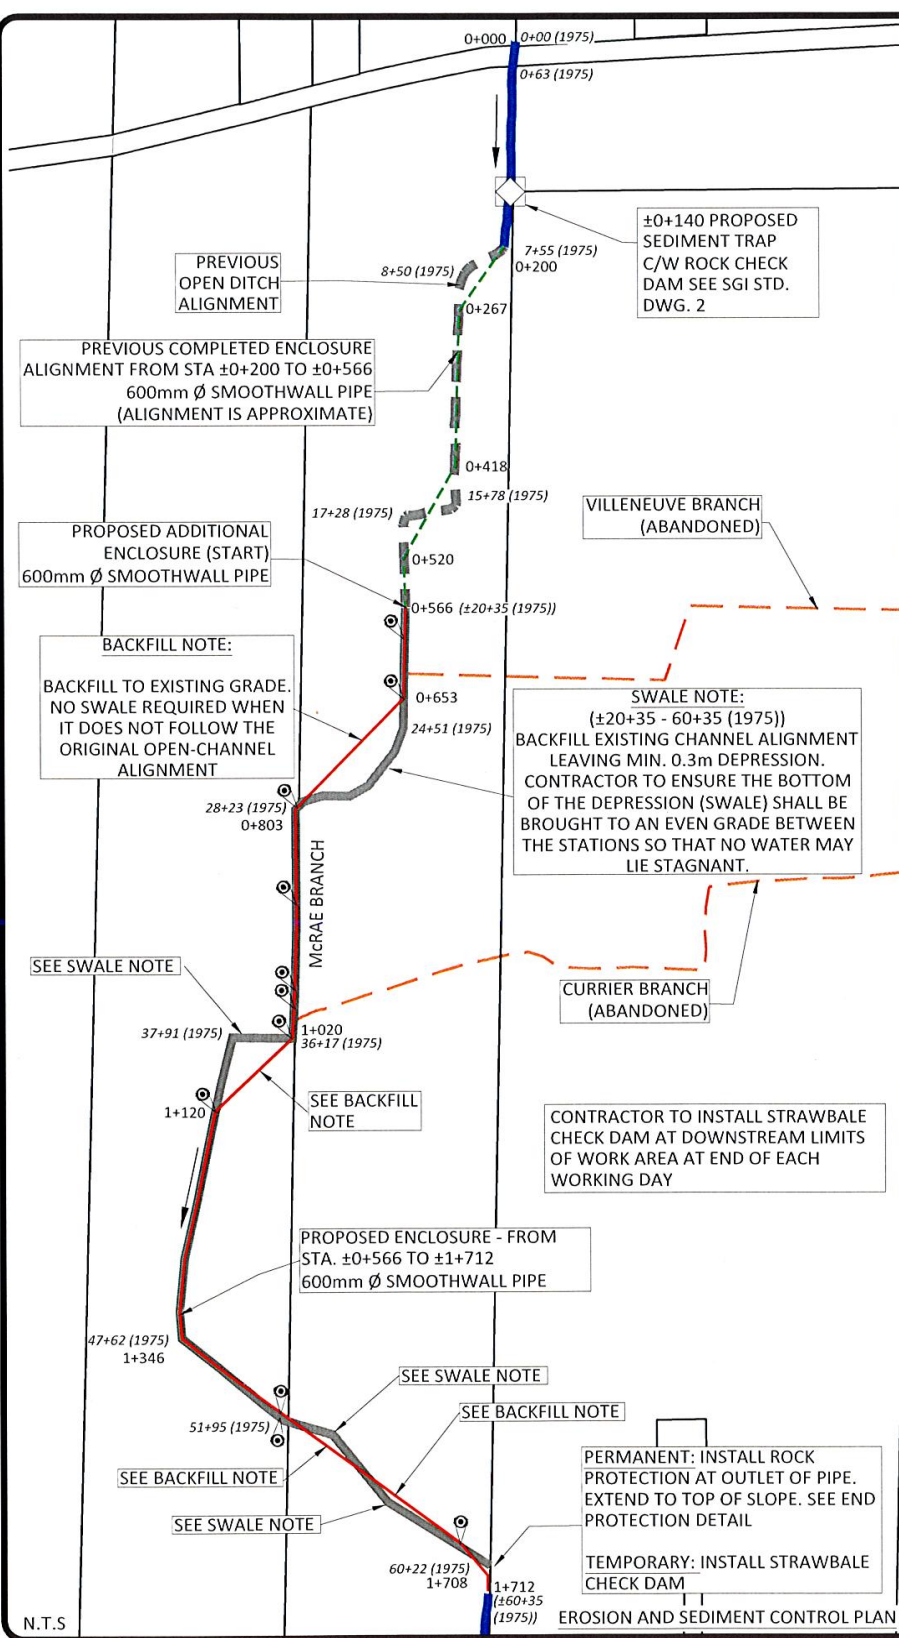 0+000
0+00 (1975)
0+63 (1975)
±0+140 PROPOSED
SEDIMENT TRAP
C/W ROCK CHECK
DAM SEE SGI STD.
DWG. 2
7+55 (1975)
0+200
PREVIOUS
OPEN DITCH
ALIGNMENT
8+50 (1975)
0+267
PREVIOUS COMPLETED ENCLOSURE
ALIGNMENT FROM STA ±0+200 TO ±0+566
600mm Ø SMOOTHWALL PIPE
(ALIGNMENT IS APPROXIMATE)
0+418
15+78 (1975)
17+28 (1975)
VILLENEUVE BRANCH
(ABANDONED)
PROPOSED ADDITIONAL
ENCLOSURE (START)
600mm Ø SMOOTHWALL PIPE
0+520
0+566 (±20+35 (1975))
BACKFILL NOTE:
BACKFILL TO EXISTING GRADE.
NO SWALE REQUIRED WHEN
IT DOES NOT FOLLOW THE
ORIGINAL OPEN-CHANNEL
ALIGNMENT
0+653
24+51 (1975)
SWALE NOTE:
(±20+35 - 60+35 (1975))
BACKFILL EXISTING CHANNEL ALIGNMENT
LEAVING MIN. 0.3m DEPRESSION.
CONTRACTOR TO ENSURE THE BOTTOM
OF THE DEPRESSION (SWALE) SHALL BE
BROUGHT TO AN EVEN GRADE BETWEEN
THE STATIONS SO THAT NO WATER MAY
LIE STAGNANT.
28+23 (1975)
0+803
McRAE BRANCH
SEE SWALE NOTE
CURRIER BRANCH
(ABANDONED)
37+91 (1975)
1+020
36+17 (1975)
1+120
SEE BACKFILL
NOTE
CONTRACTOR TO INSTALL STRAWBALE
CHECK DAM AT DOWNSTREAM LIMITS
OF WORK AREA AT END OF EACH
WORKING DAY
PROPOSED ENCLOSURE - FROM
STA. ±0+566 TO ±1+712
600mm Ø SMOOTHWALL PIPE
47+62 (1975)
1+346
SEE SWALE NOTE
SEE BACKFILL NOTE
51+95 (1975)
SEE BACKFILL NOTE
SEE SWALE NOTE
PERMANENT: INSTALL ROCK
PROTECTION AT OUTLET OF PIPE.
EXTEND TO TOP OF SLOPE. SEE END
PROTECTION DETAIL
TEMPORARY: INSTALL STRAWBALE
CHECK DAM
60+22 (1975)
1+708
1+712
(±60+35
(1975))
N.T.S
EROSION AND SEDIMENT CONTROL PLAN